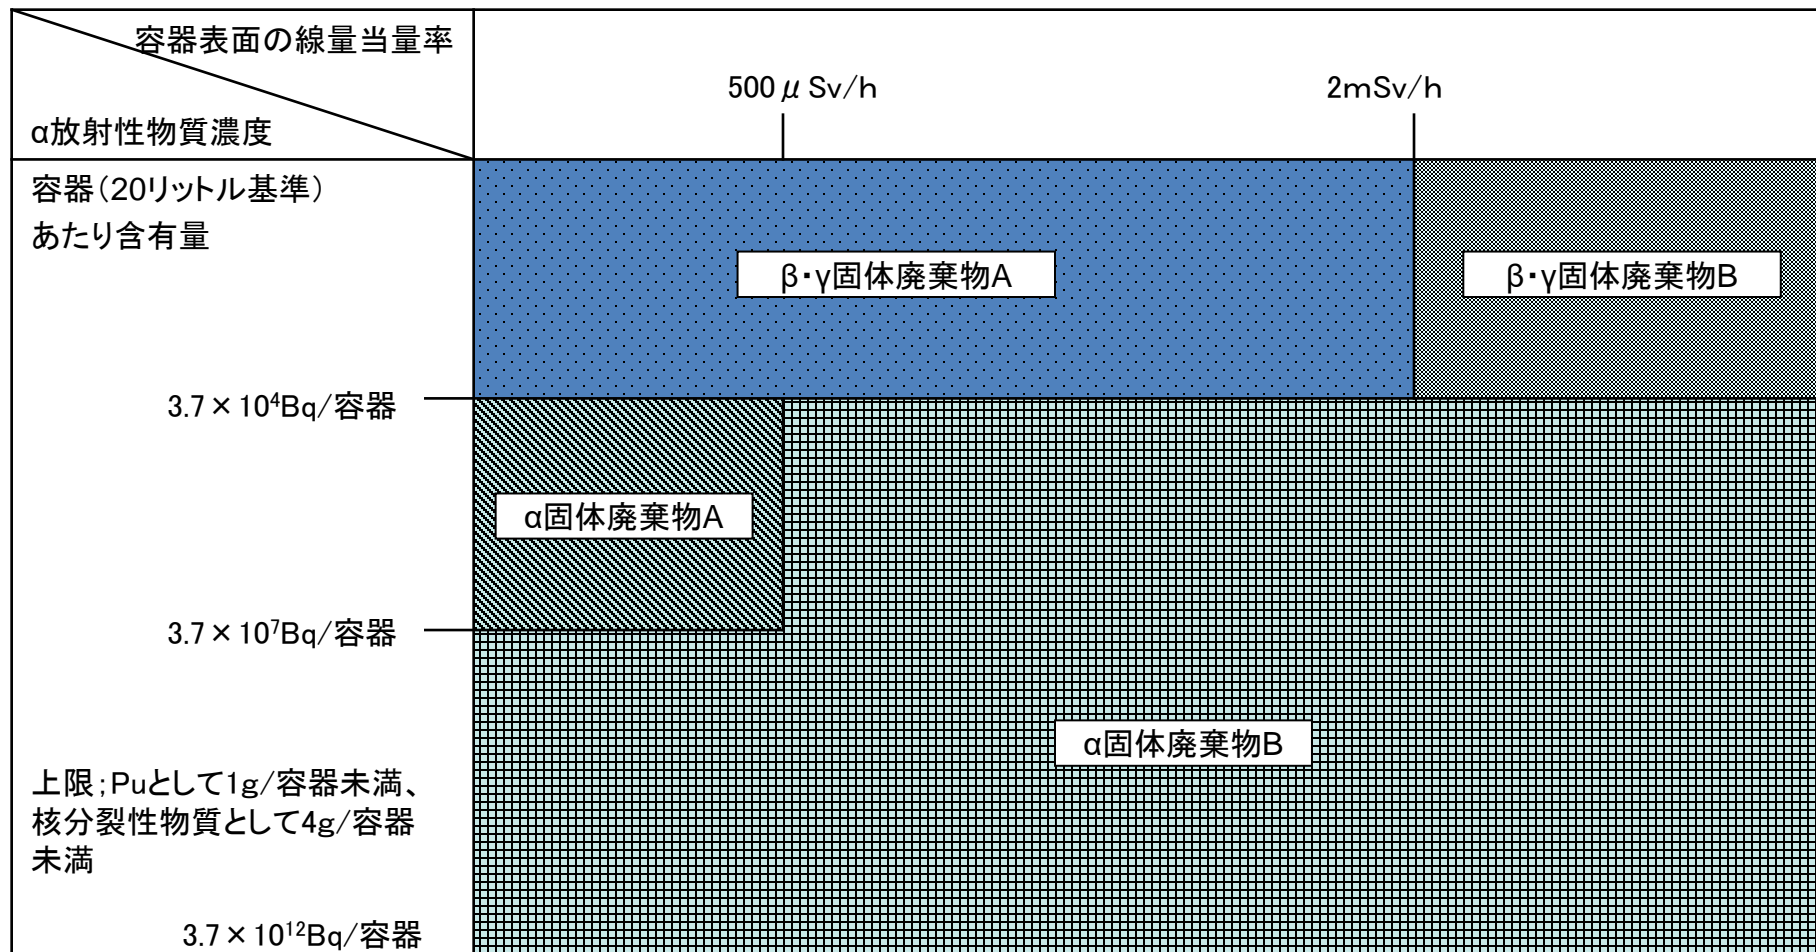 容器表面の線量当量率
α放射性物質濃度
500μSv/h
2mSv/h
容器(20リットル基準)
あたり含有量
β・γ固体廃棄物A
β・γ固体廃棄物B
3.7×10⁴Bq/容器
α固体廃棄物A
3.7×10⁷Bq/容器
α固体廃棄物B
上限;Puとして1g/容器未満、
核分裂性物質として4g/容器
未満
3.7×10¹²Bq/容器